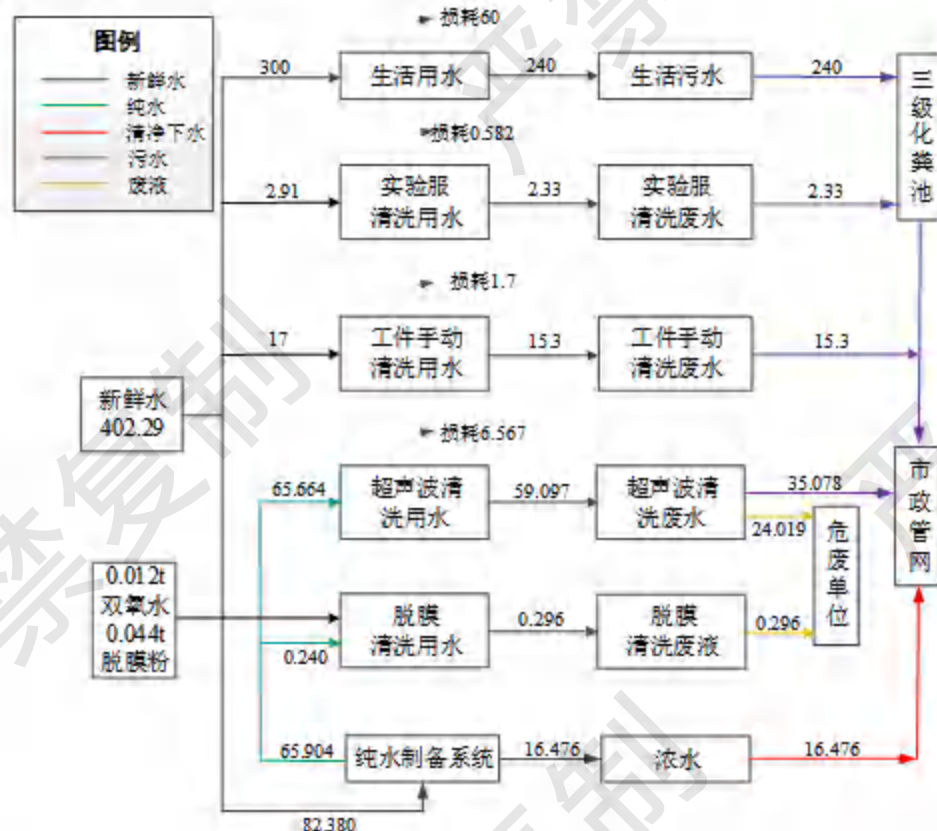 图例
新鲜水
纯水
清净下水
污水
废液
损耗60
300
生活用水
240
生活污水
240
三级化粪池
损耗0.582
2.91
实验服
清洗用水
2.33
实验服
清洗废水
2.33
损耗1.7
17
工件手动
清洗用水
15.3
工件手动
清洗废水
15.3
新鲜水
402.29
损耗6.567
65.664
超声波清
洗用水
59.097
超声波清
洗废水
35.078
24.019
市政管网
危废单位
0.012t
双氧水
0.044t
脱膜粉
0.240
脱膜
清洗用水
0.296
脱膜
清洗废液
0.296
65.904
纯水制备系统
16.476
浓水
16.476
82.380
严禁复制